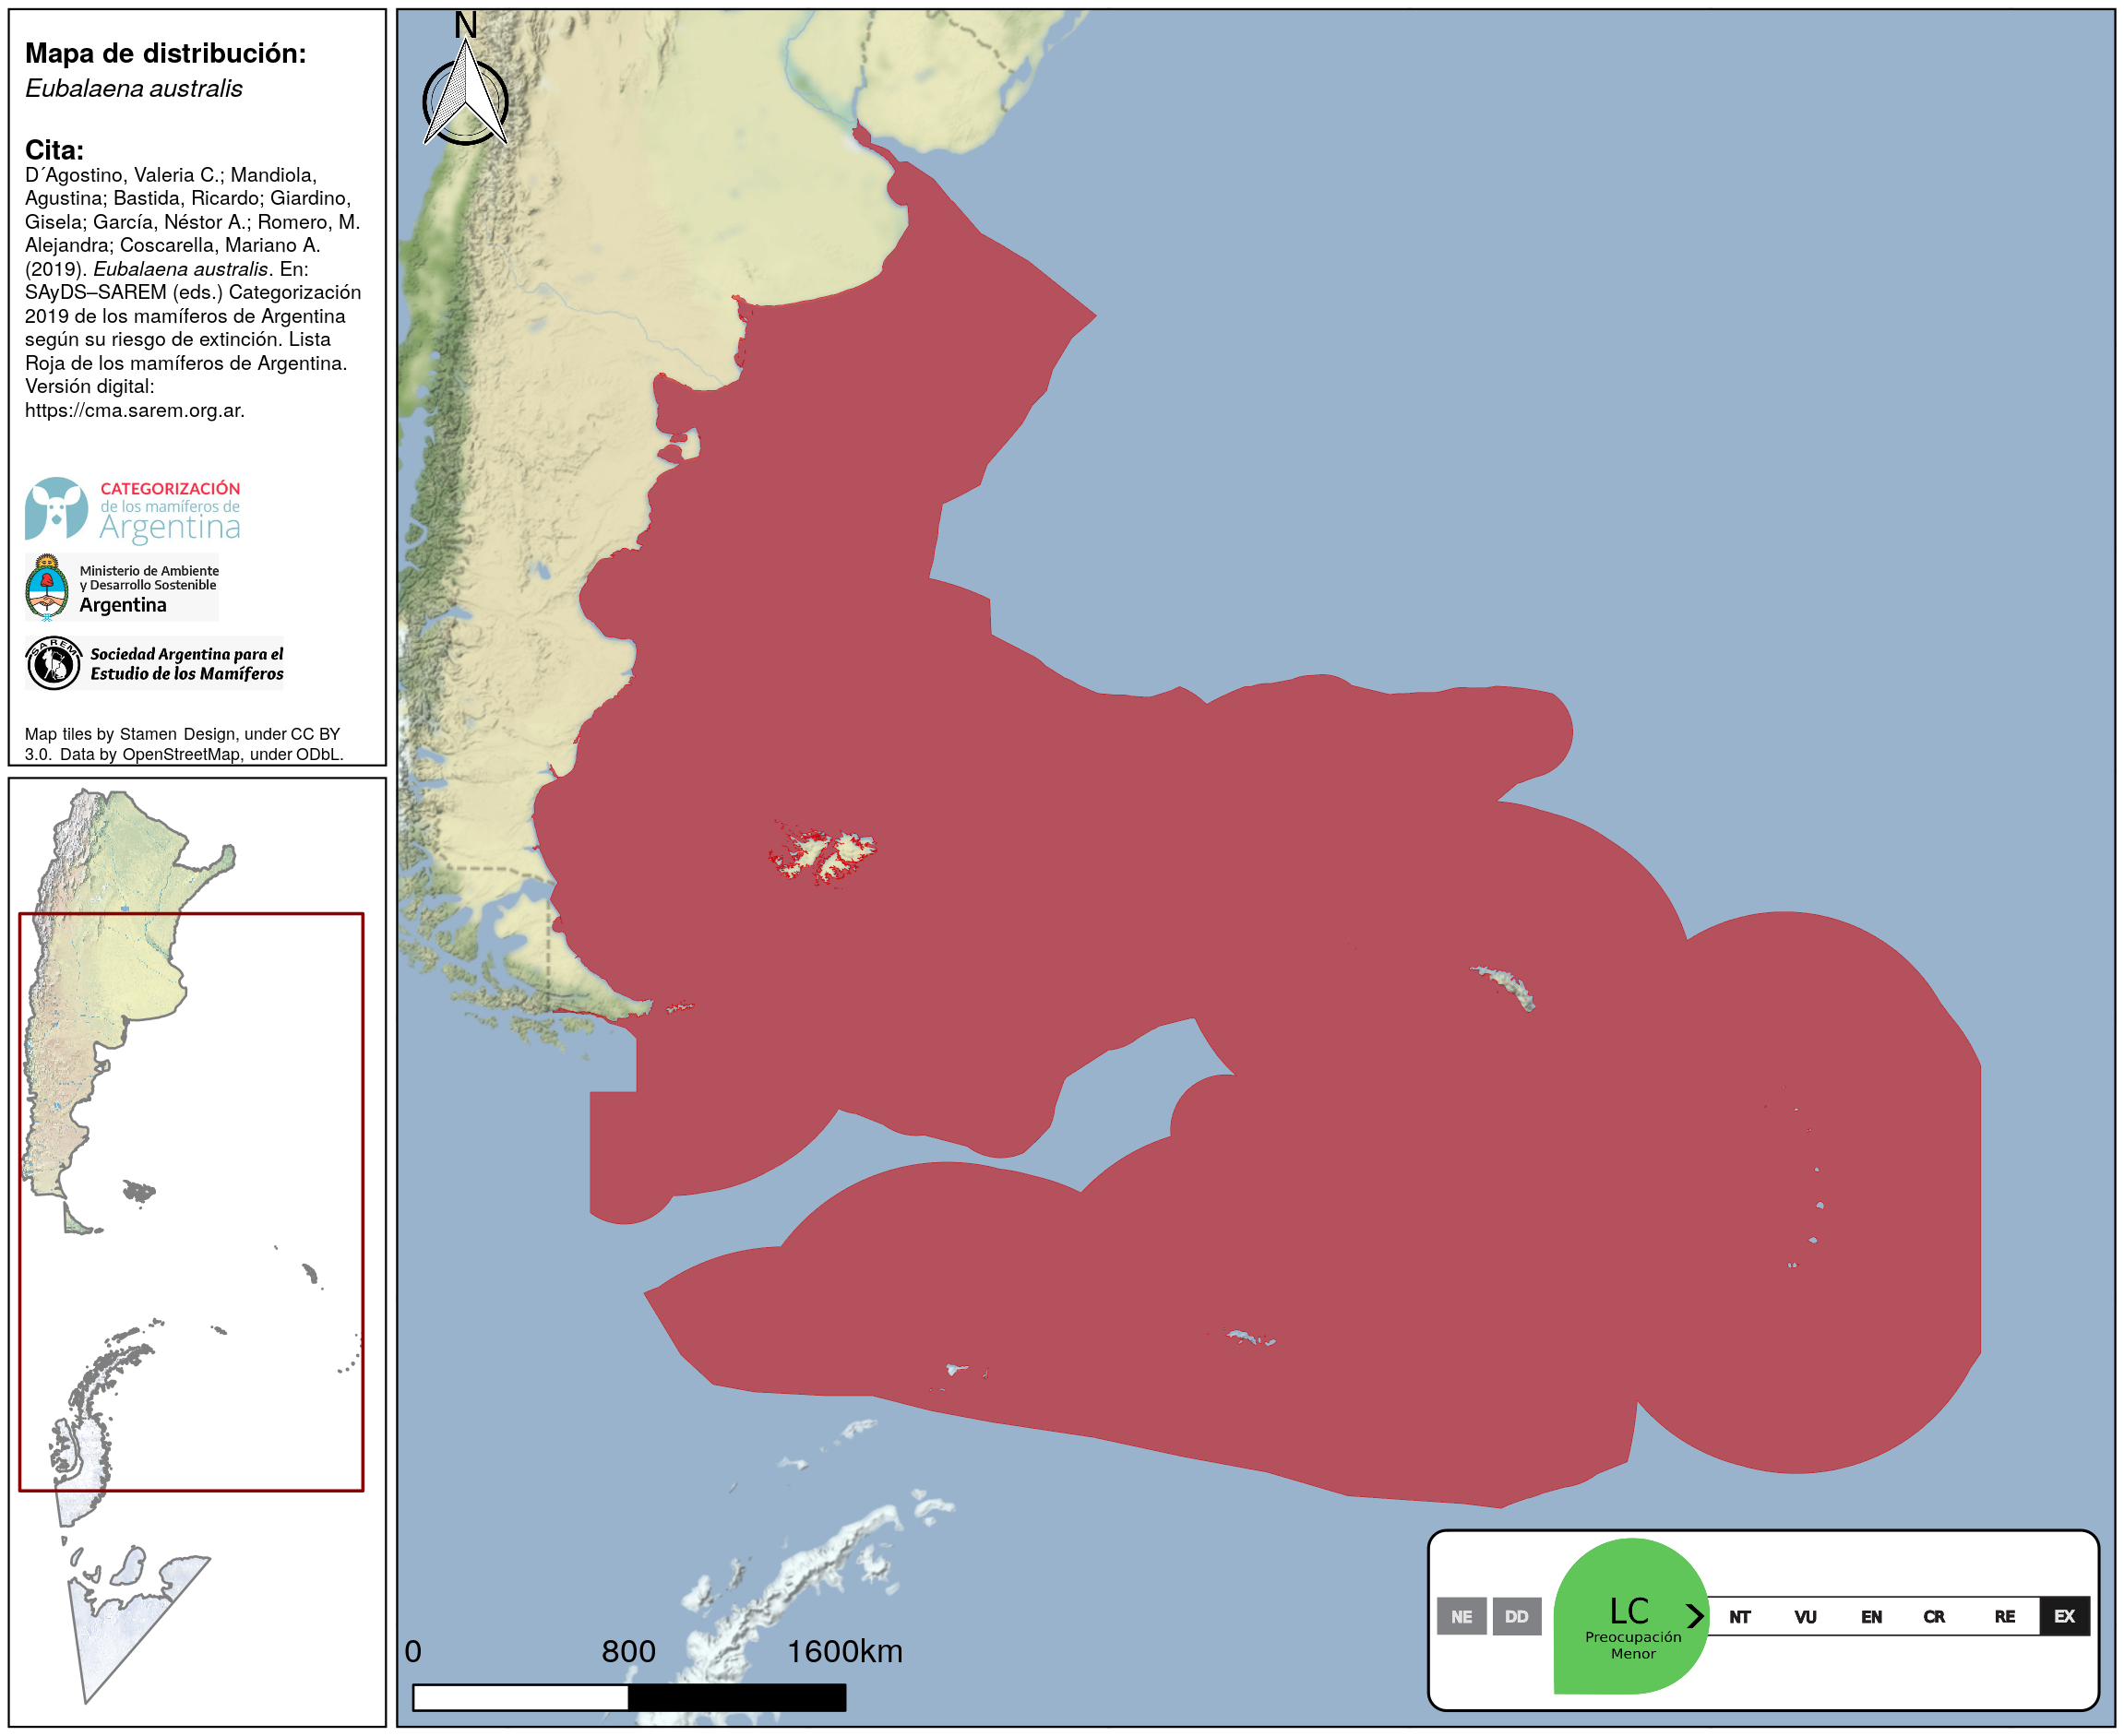 Mapa de distribución:
Eubalaena australis
Cita:
D´Agostino, Valeria C.; Mandiola,
Agustina; Bastida, Ricardo; Giardino,
Gisela; García, Néstor A.; Romero, M.
Alejandra; Coscarella, Mariano A.
(2019). Eubalaena australis. En:
SAyDS–SAREM (eds.) Categorización
2019 de los mamíferos de Argentina
según su riesgo de extinción. Lista
Roja de los mamíferos de Argentina.
Versión digital:
https://cma.sarem.org.ar.
CATEGORIZACIÓN
de los mamíferos de
Argentina
Ministerio de Ambiente
y Desarrollo Sostenible
Argentina
SAREM
Sociedad Argentina para el
Estudio de los Mamíferos
Map tiles by Stamen Design, under CC BY
3.0. Data by OpenStreetMap, under ODbL.
N
0 800 1600km
NE DD LC NT VU EN CR RE EX
Preocupación
Menor